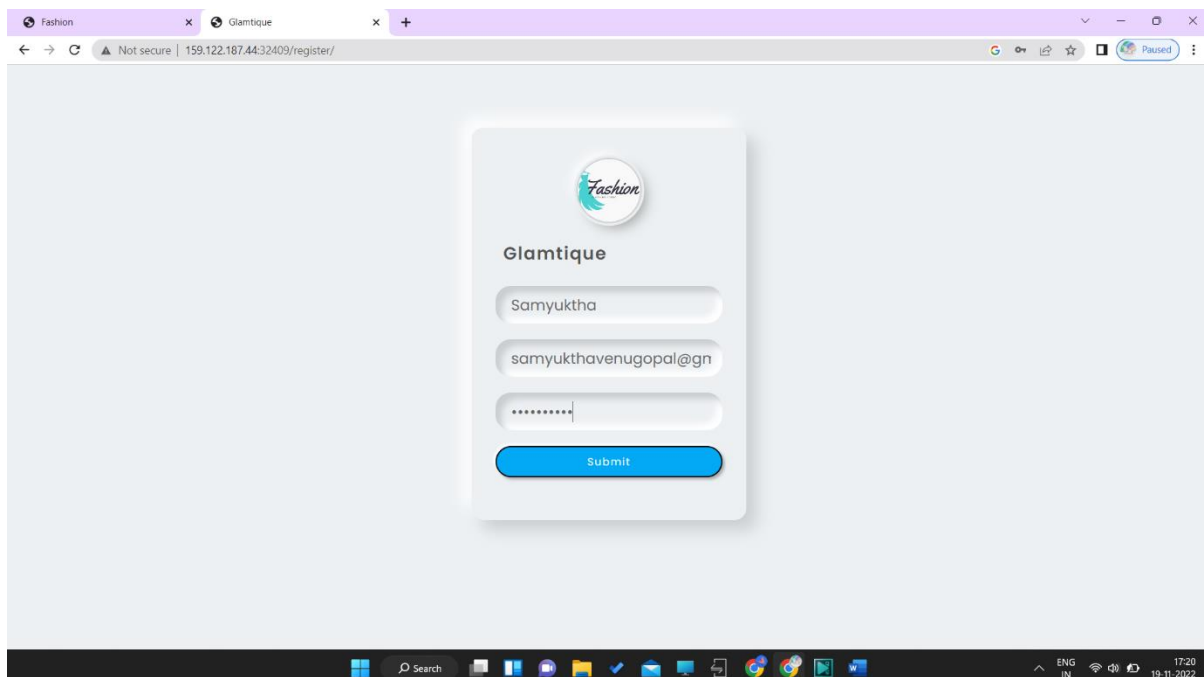 Fashion
Glamtique
Not secure
159.122.187.44:32409/register/
Paused
Fashion
Glamtique
Samyuktha
samyukthavenugopal@gm
••••••••••
Submit
Search
ENG
IN
17:20
19-11-2022